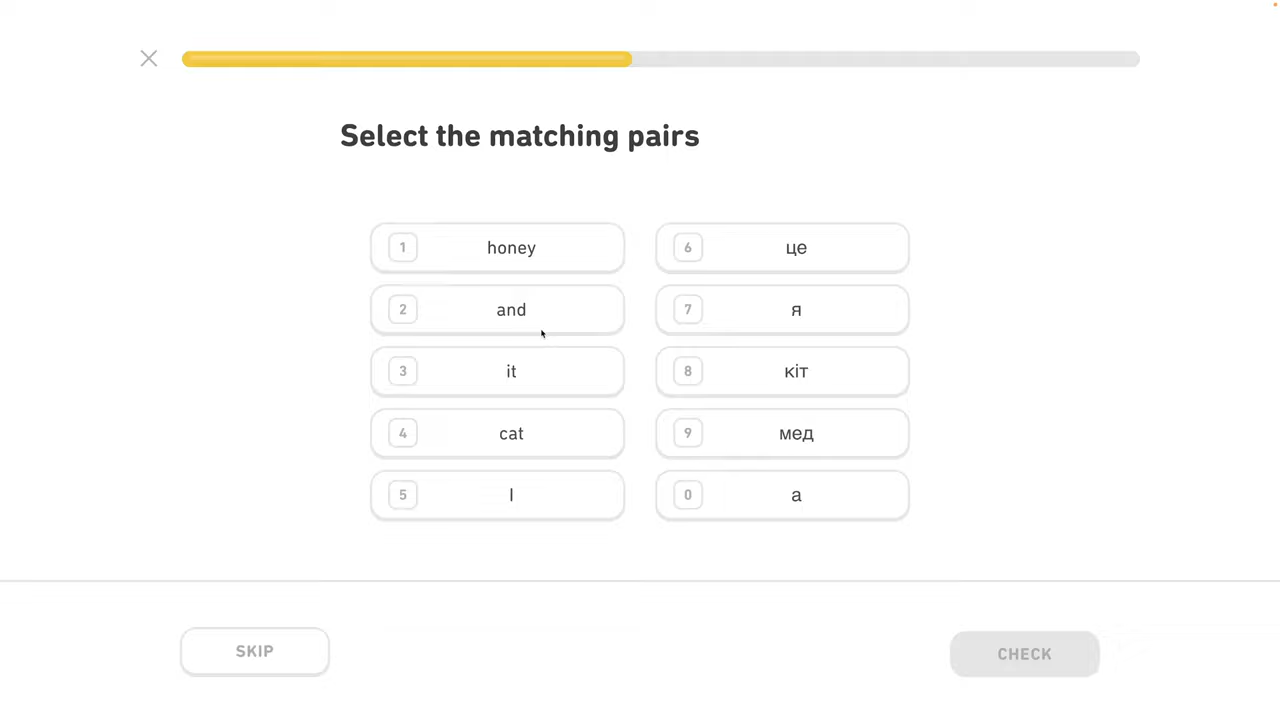 Select the matching pairs
1 honey
6 це
2 and
7 я
3 it
8 кіт
4 cat
9 мед
5 I
0 а
SKIP
CHECK